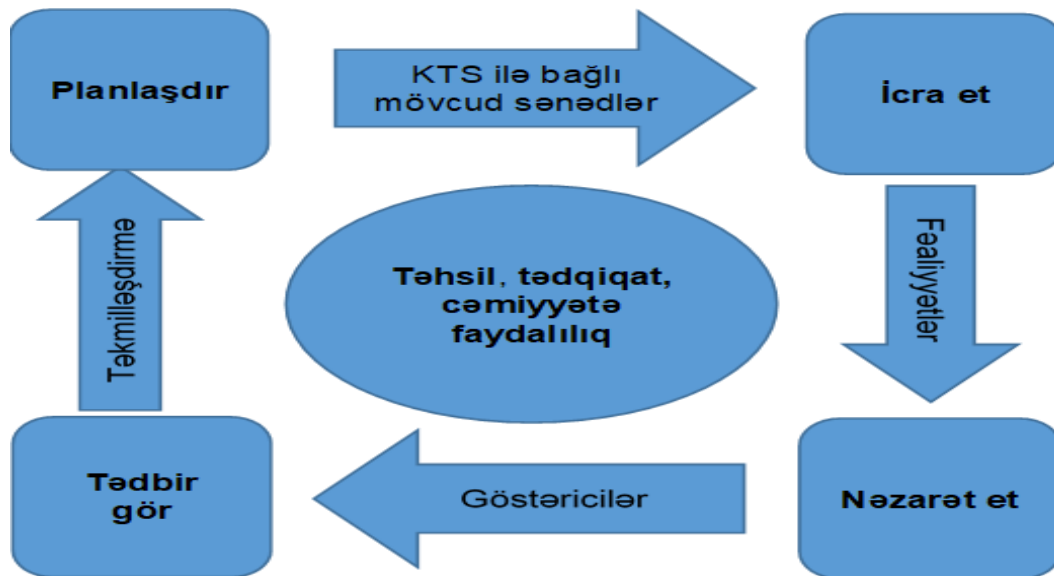 Planlaşdır
KTS ilə bağlı
mövcud sənədlər
İcra et
Fəaliyyətlər
Təkmilləşdirmə
Təhsil, tədqiqat,
cəmiyyətə
faydalılıq
Tədbir
gör
Göstəricilər
Nəzarət et